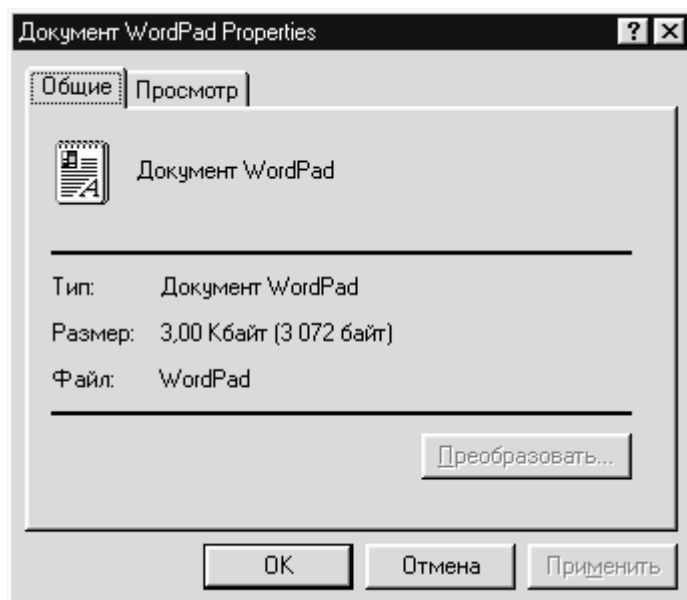 Документ WordPad Properties
Общие Просмотр
Документ WordPad
Тип: Документ WordPad
Размер: 3,00 Кбайт (3 072 байт)
Файл: WordPad
Преобразовать...
OK Отмена Применить